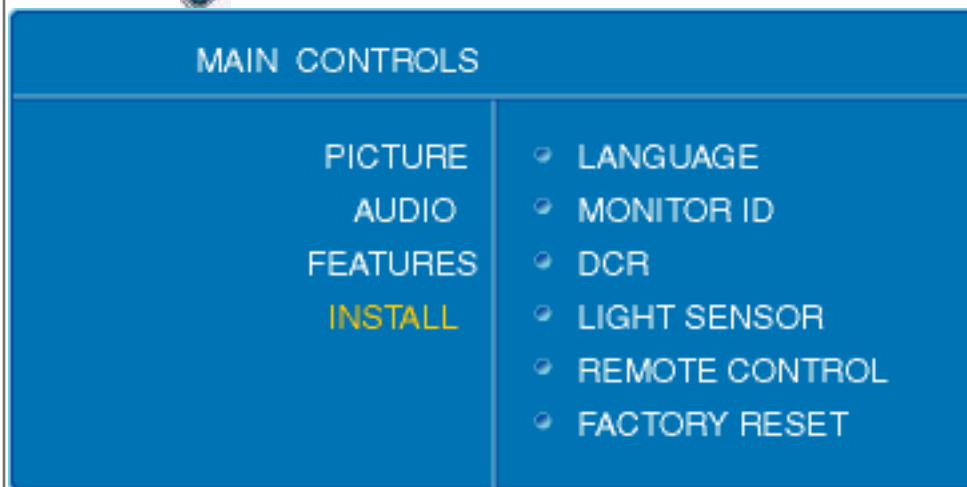 MAIN CONTROLS
PICTURE
AUDIO
FEATURES
INSTALL
LANGUAGE
MONITOR ID
DCR
LIGHT SENSOR
REMOTE CONTROL
FACTORY RESET